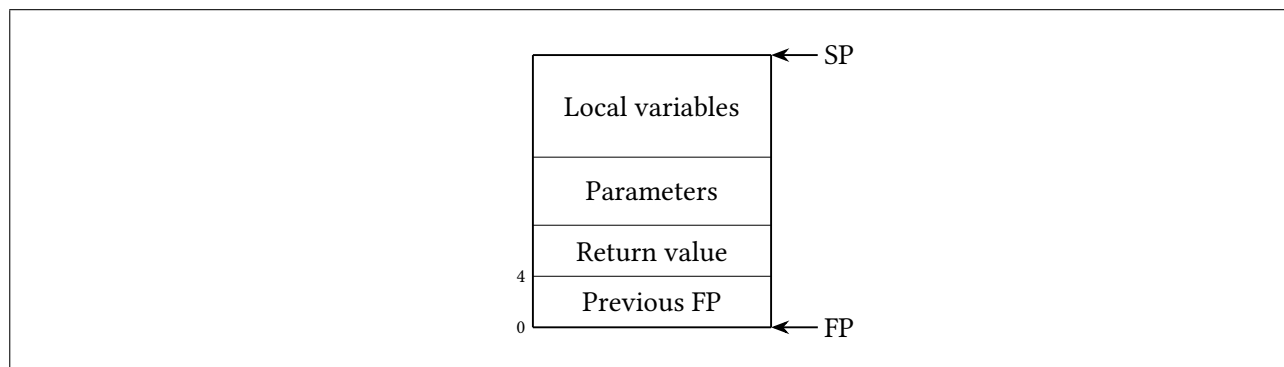 SP
Local variables
Parameters
Return value
4
Previous FP
0
FP